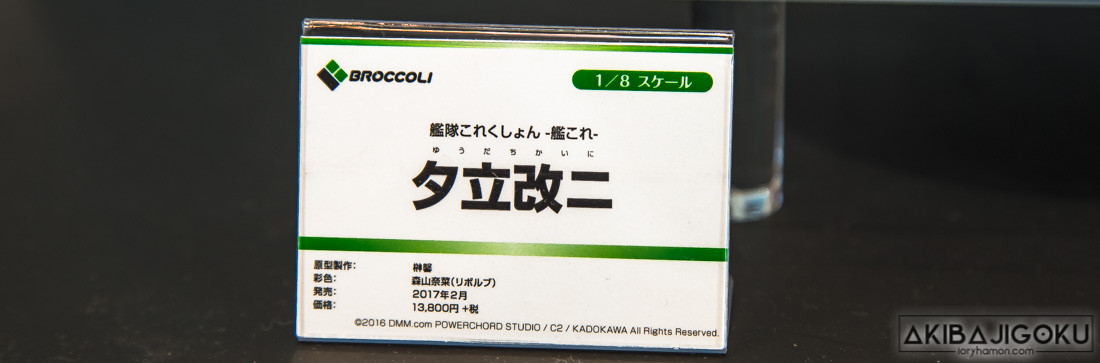 BROCCOLI
1/8 スケール
艦隊これくしょん -艦これ-
ゆうだちかいに
夕立改二
原型製作: 榊馨
彩色: 森山奈菜(リボルブ)
発売: 2017年2月
価格: 13,800円 +税
©2016 DMM.com POWERCHORD STUDIO / C2 / KADOKAWA All Rights Reserved.
AKIBAJIGOKU
loryhamon.com